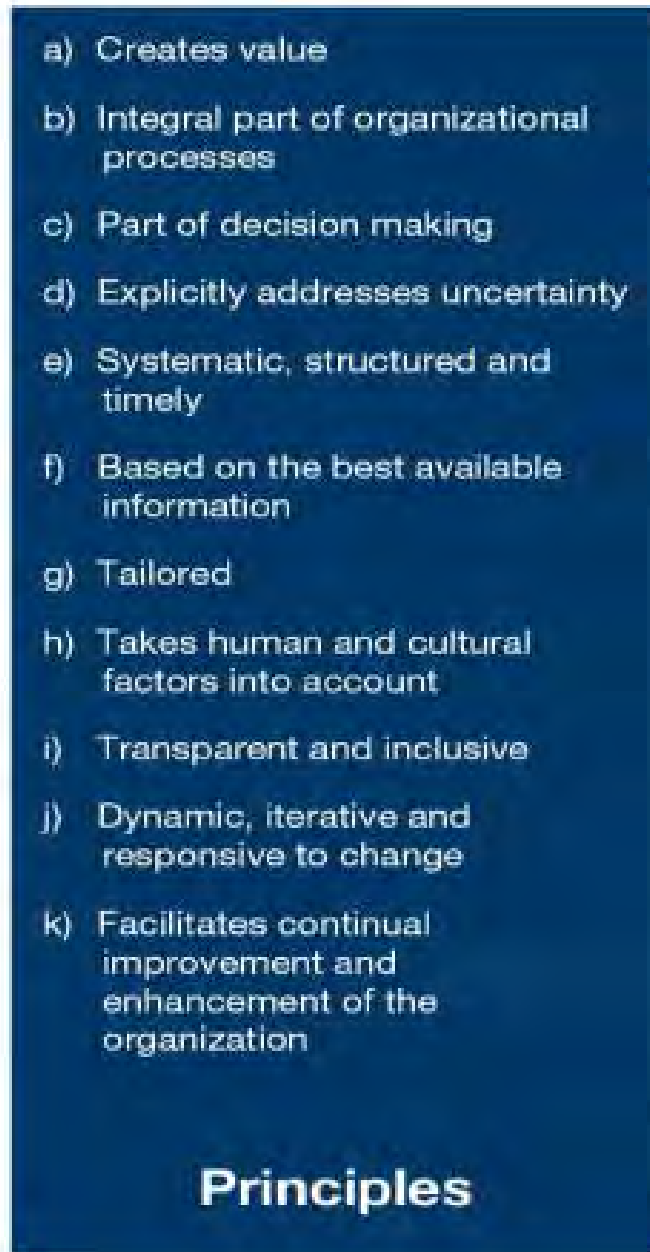 a) Creates value
b) Integral part of organizational
processes
c) Part of decision making
d) Explicitly addresses uncertainty
e) Systematic, structured and
timely
f) Based on the best available
information
g) Tailored
h) Takes human and cultural
factors into account
i) Transparent and inclusive
j) Dynamic, iterative and
responsive to change
k) Facilitates continual
improvement and
enhancement of the
organization
Principles